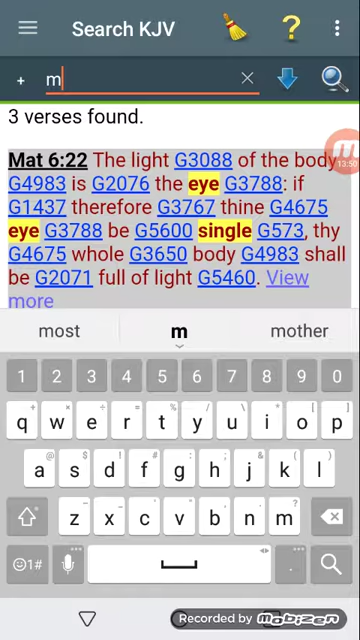 Search KJV ?
+ m ×
3 verses found.
13:50
Mat 6:22 The light G3088 of the body
G4983 is G2076 the eye G3788: if
G1437 therefore G3767 thine G4675
eye G3788 be G5600 single G573, thy
G4675 whole G3650 body G4983 shall
be G2071 full of light G5460. View
more
most m mother
1 2 3 4 5 6 7 8 9 0
q w e r t y u i o p
a s d f g h j k l
z x c v b n m
☺1# .
Recorded by mobizen